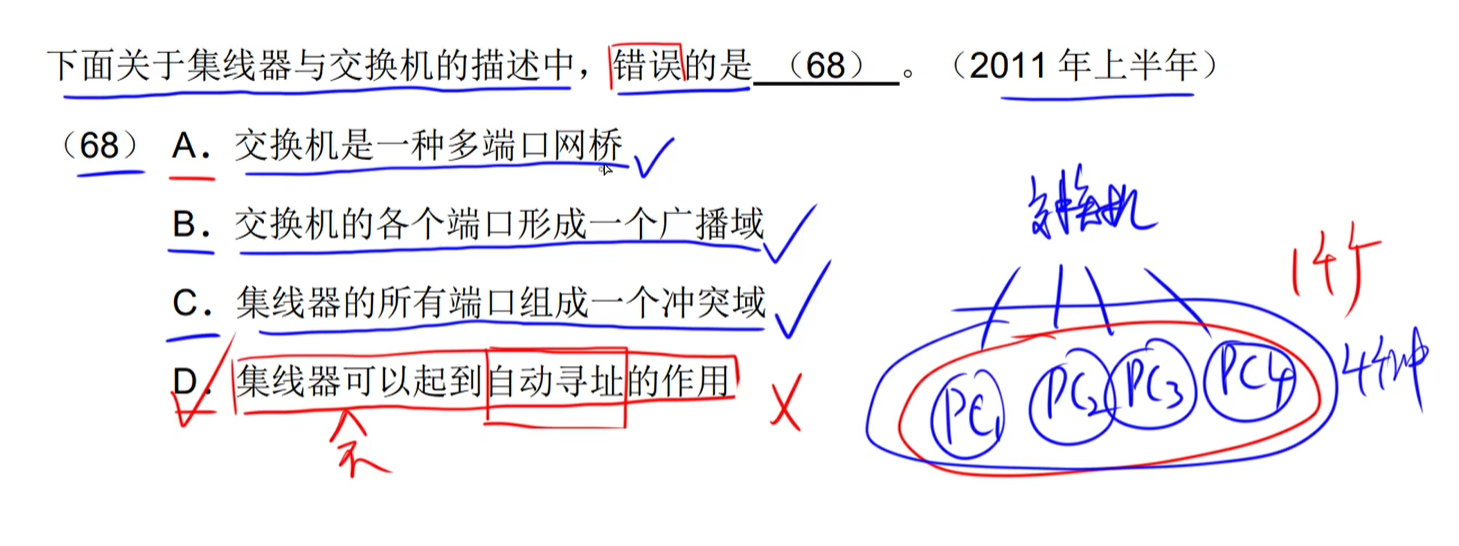 下面关于集线器与交换机的描述中，错误的是 （68） 。（2011 年上半年）
（68） A．交换机是一种多端口网桥
B．交换机的各个端口形成一个广播域
C．集线器的所有端口组成一个冲突域
D．集线器可以起到自动寻址的作用
不
交换机
1个
PC1 PC2 PC3 PC4
4个冲